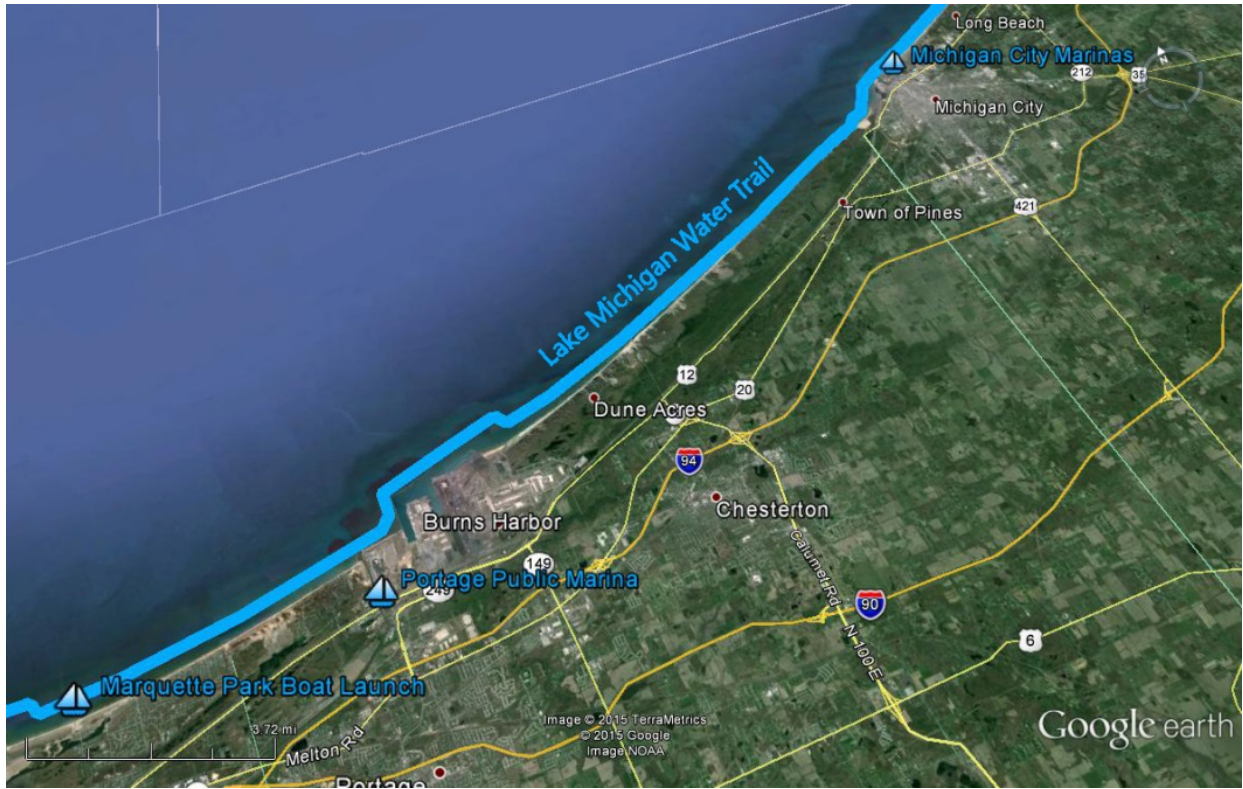 Long Beach
Michigan City Marinas
N
212
35
Michigan City
Town of Pines
421
Lake Michigan Water Trail
12
20
Dune Acres
94
Chesterton
Burns Harbor
149
Calumet Rd
Portage Public Marina
249
90
N 100 E
6
Marquette Park Boat Launch
3.72 mi
Melton Rd
Image © 2015 TerraMetrics
© 2015 Google
Image NOAA
Google earth
Portage